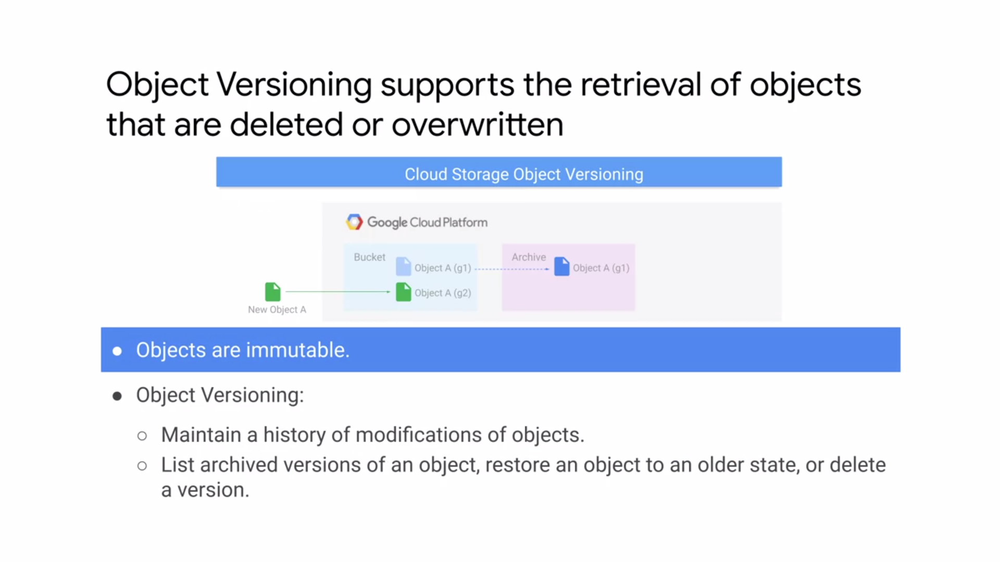 Object Versioning supports the retrieval of objects
that are deleted or overwritten
Cloud Storage Object Versioning
Google Cloud Platform
Bucket
Object A (g1)
Archive
Object A (g1)
Object A (g2)
New Object A
● Objects are immutable.
● Object Versioning:
○ Maintain a history of modifications of objects.
○ List archived versions of an object, restore an object to an older state, or delete
a version.